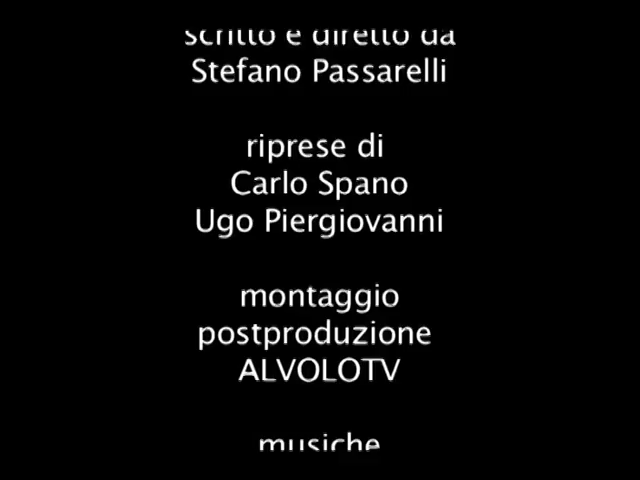 scritto e diretto da
Stefano Passarelli
riprese di
Carlo Spano
Ugo Piergiovanni
montaggio
postproduzione
ALVOLOTV
musiche